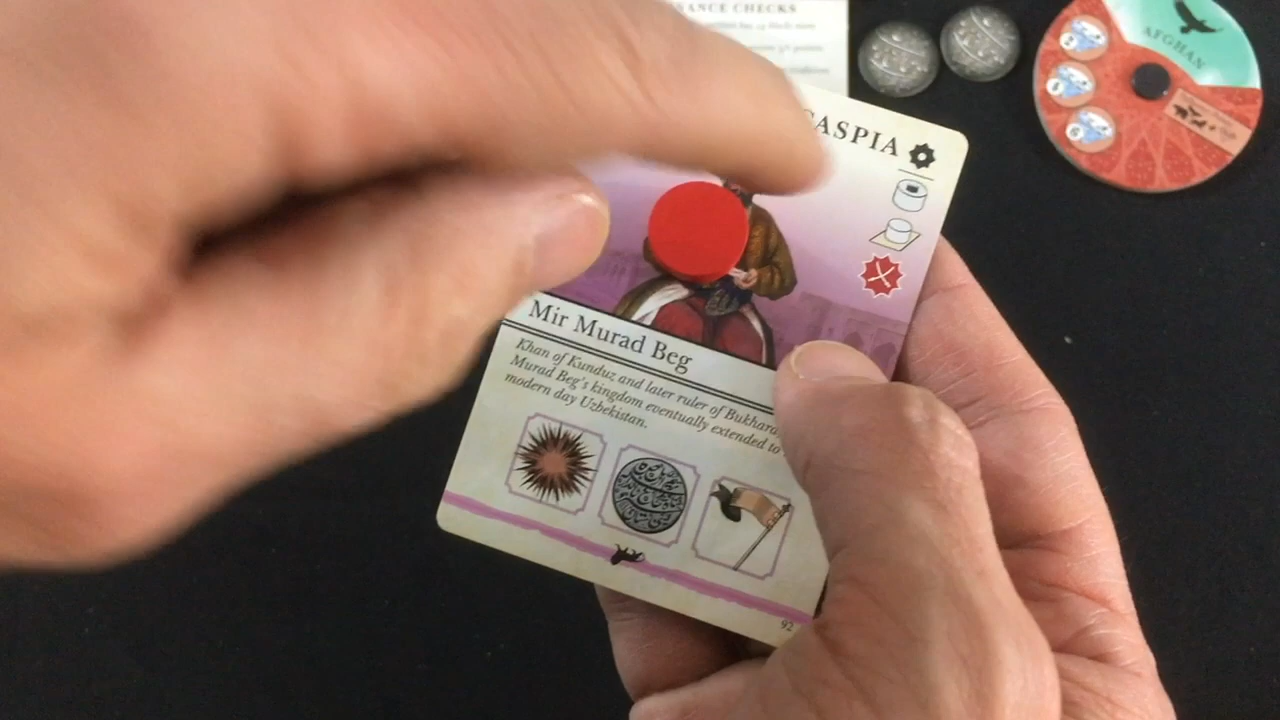 ANCE CHECKS
AFGHAN
CASPIA
Mir Murad Beg
Khan of Kunduz and later ruler of Bukhara,
Murad Beg's kingdom eventually extended to
modern day Uzbekistan.
92